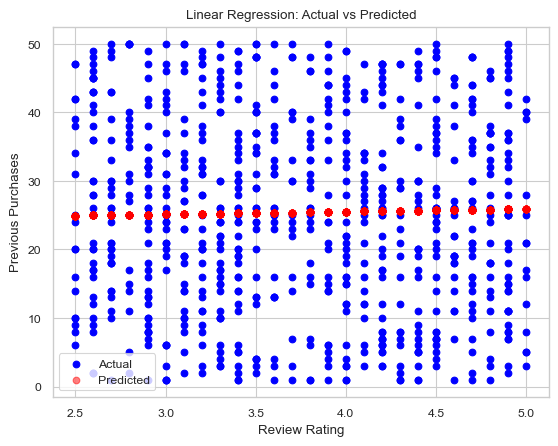 Linear Regression: Actual vs Predicted
Previous Purchases
50
40
30
20
10
0
Actual
Predicted
2.5 3.0 3.5 4.0 4.5 5.0
Review Rating